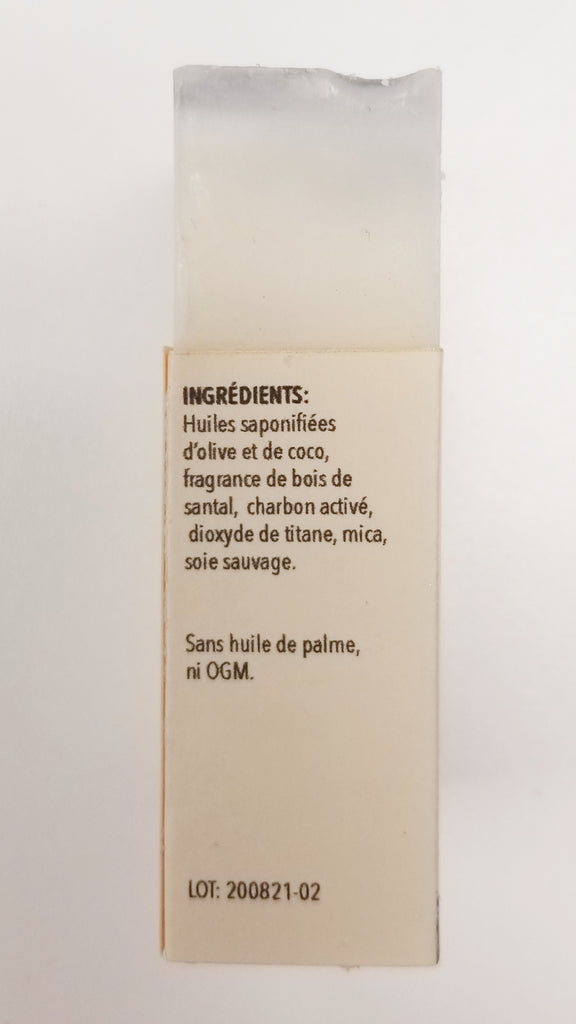 INGRÉDIENTS:
Huiles saponifiées
d'olive et de coco,
fragrance de bois de
santal, charbon activé,
dioxyde de titane, mica,
soie sauvage.
Sans huile de palme,
ni OGM.
LOT: 200821-02